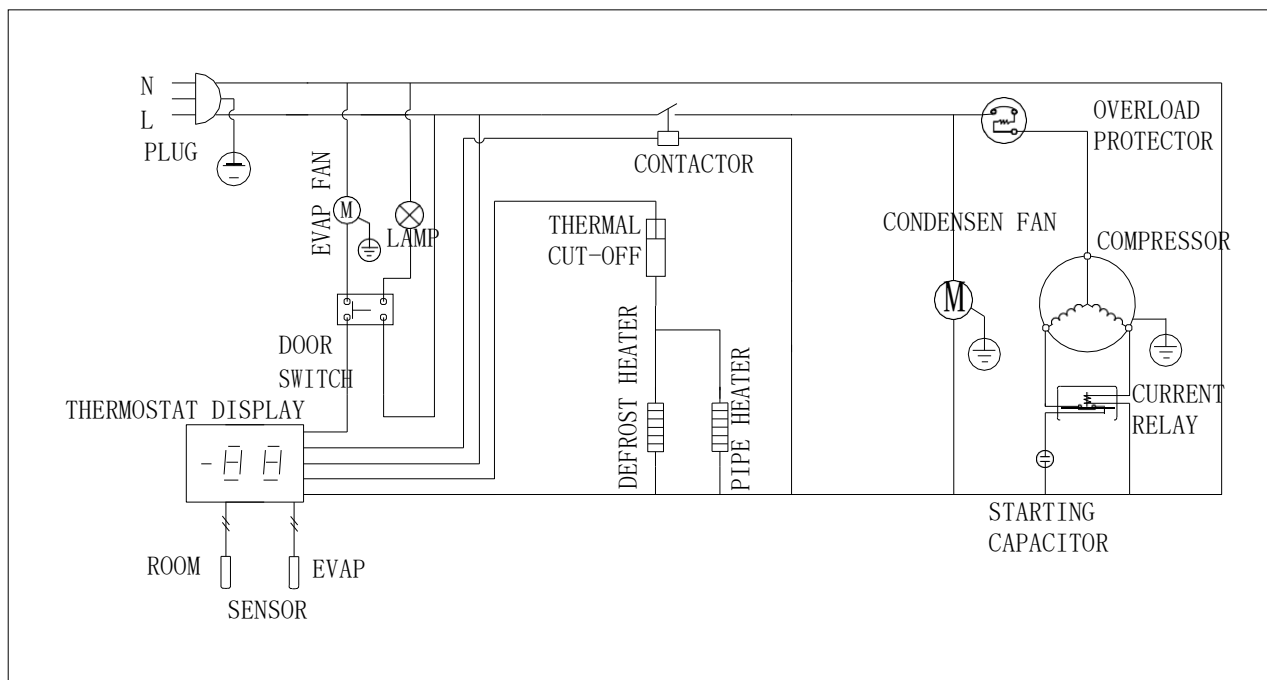 N
L
PLUG
EVAP FAN
M
LAMP
CONTACTOR
OVERLOAD
PROTECTOR
THERMAL
CUT-OFF
CONDENSEN FAN
M
COMPRESSOR
DOOR
SWITCH
DEFROST HEATER
PIPE HEATER
CURRENT
RELAY
THERMOSTAT DISPLAY
-88
STARTING
CAPACITOR
ROOM
EVAP
SENSOR